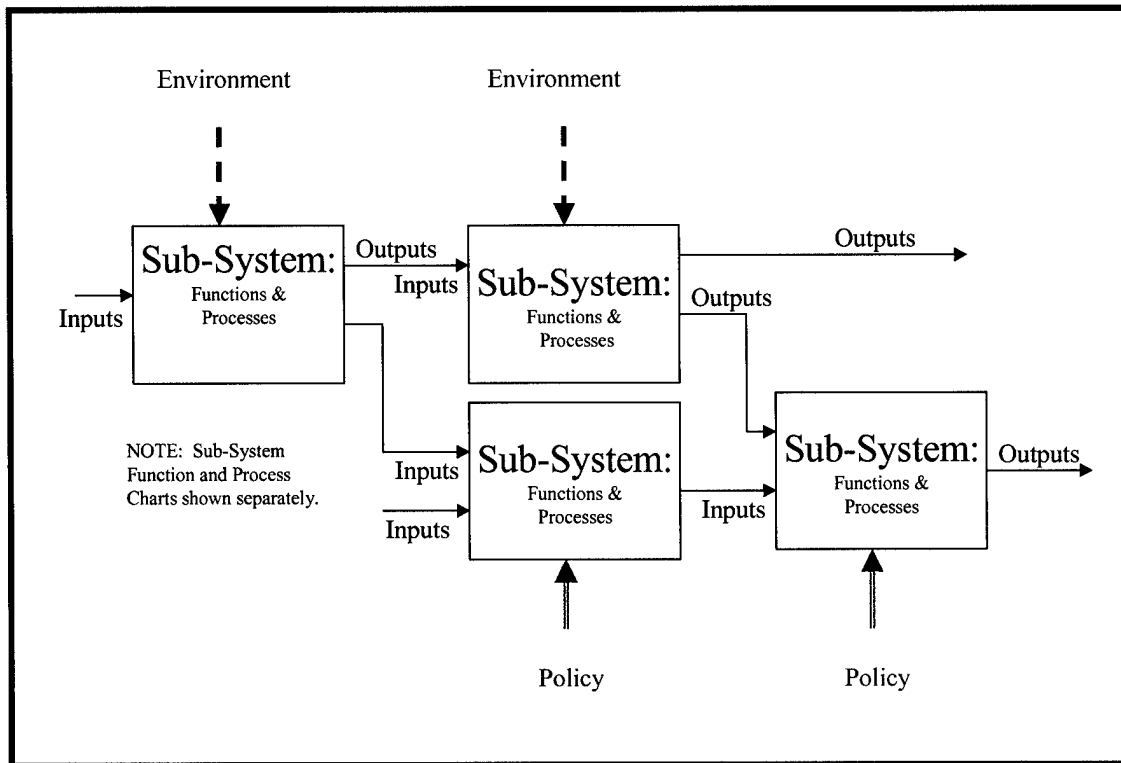 Environment
Environment
Sub-System:
Functions &
Processes
Inputs
Outputs
Inputs
Sub-System:
Functions &
Processes
Outputs
Outputs
NOTE: Sub-System
Function and Process
Charts shown separately.
Inputs
Inputs
Sub-System:
Functions &
Processes
Inputs
Sub-System:
Functions &
Processes
Outputs
Policy
Policy